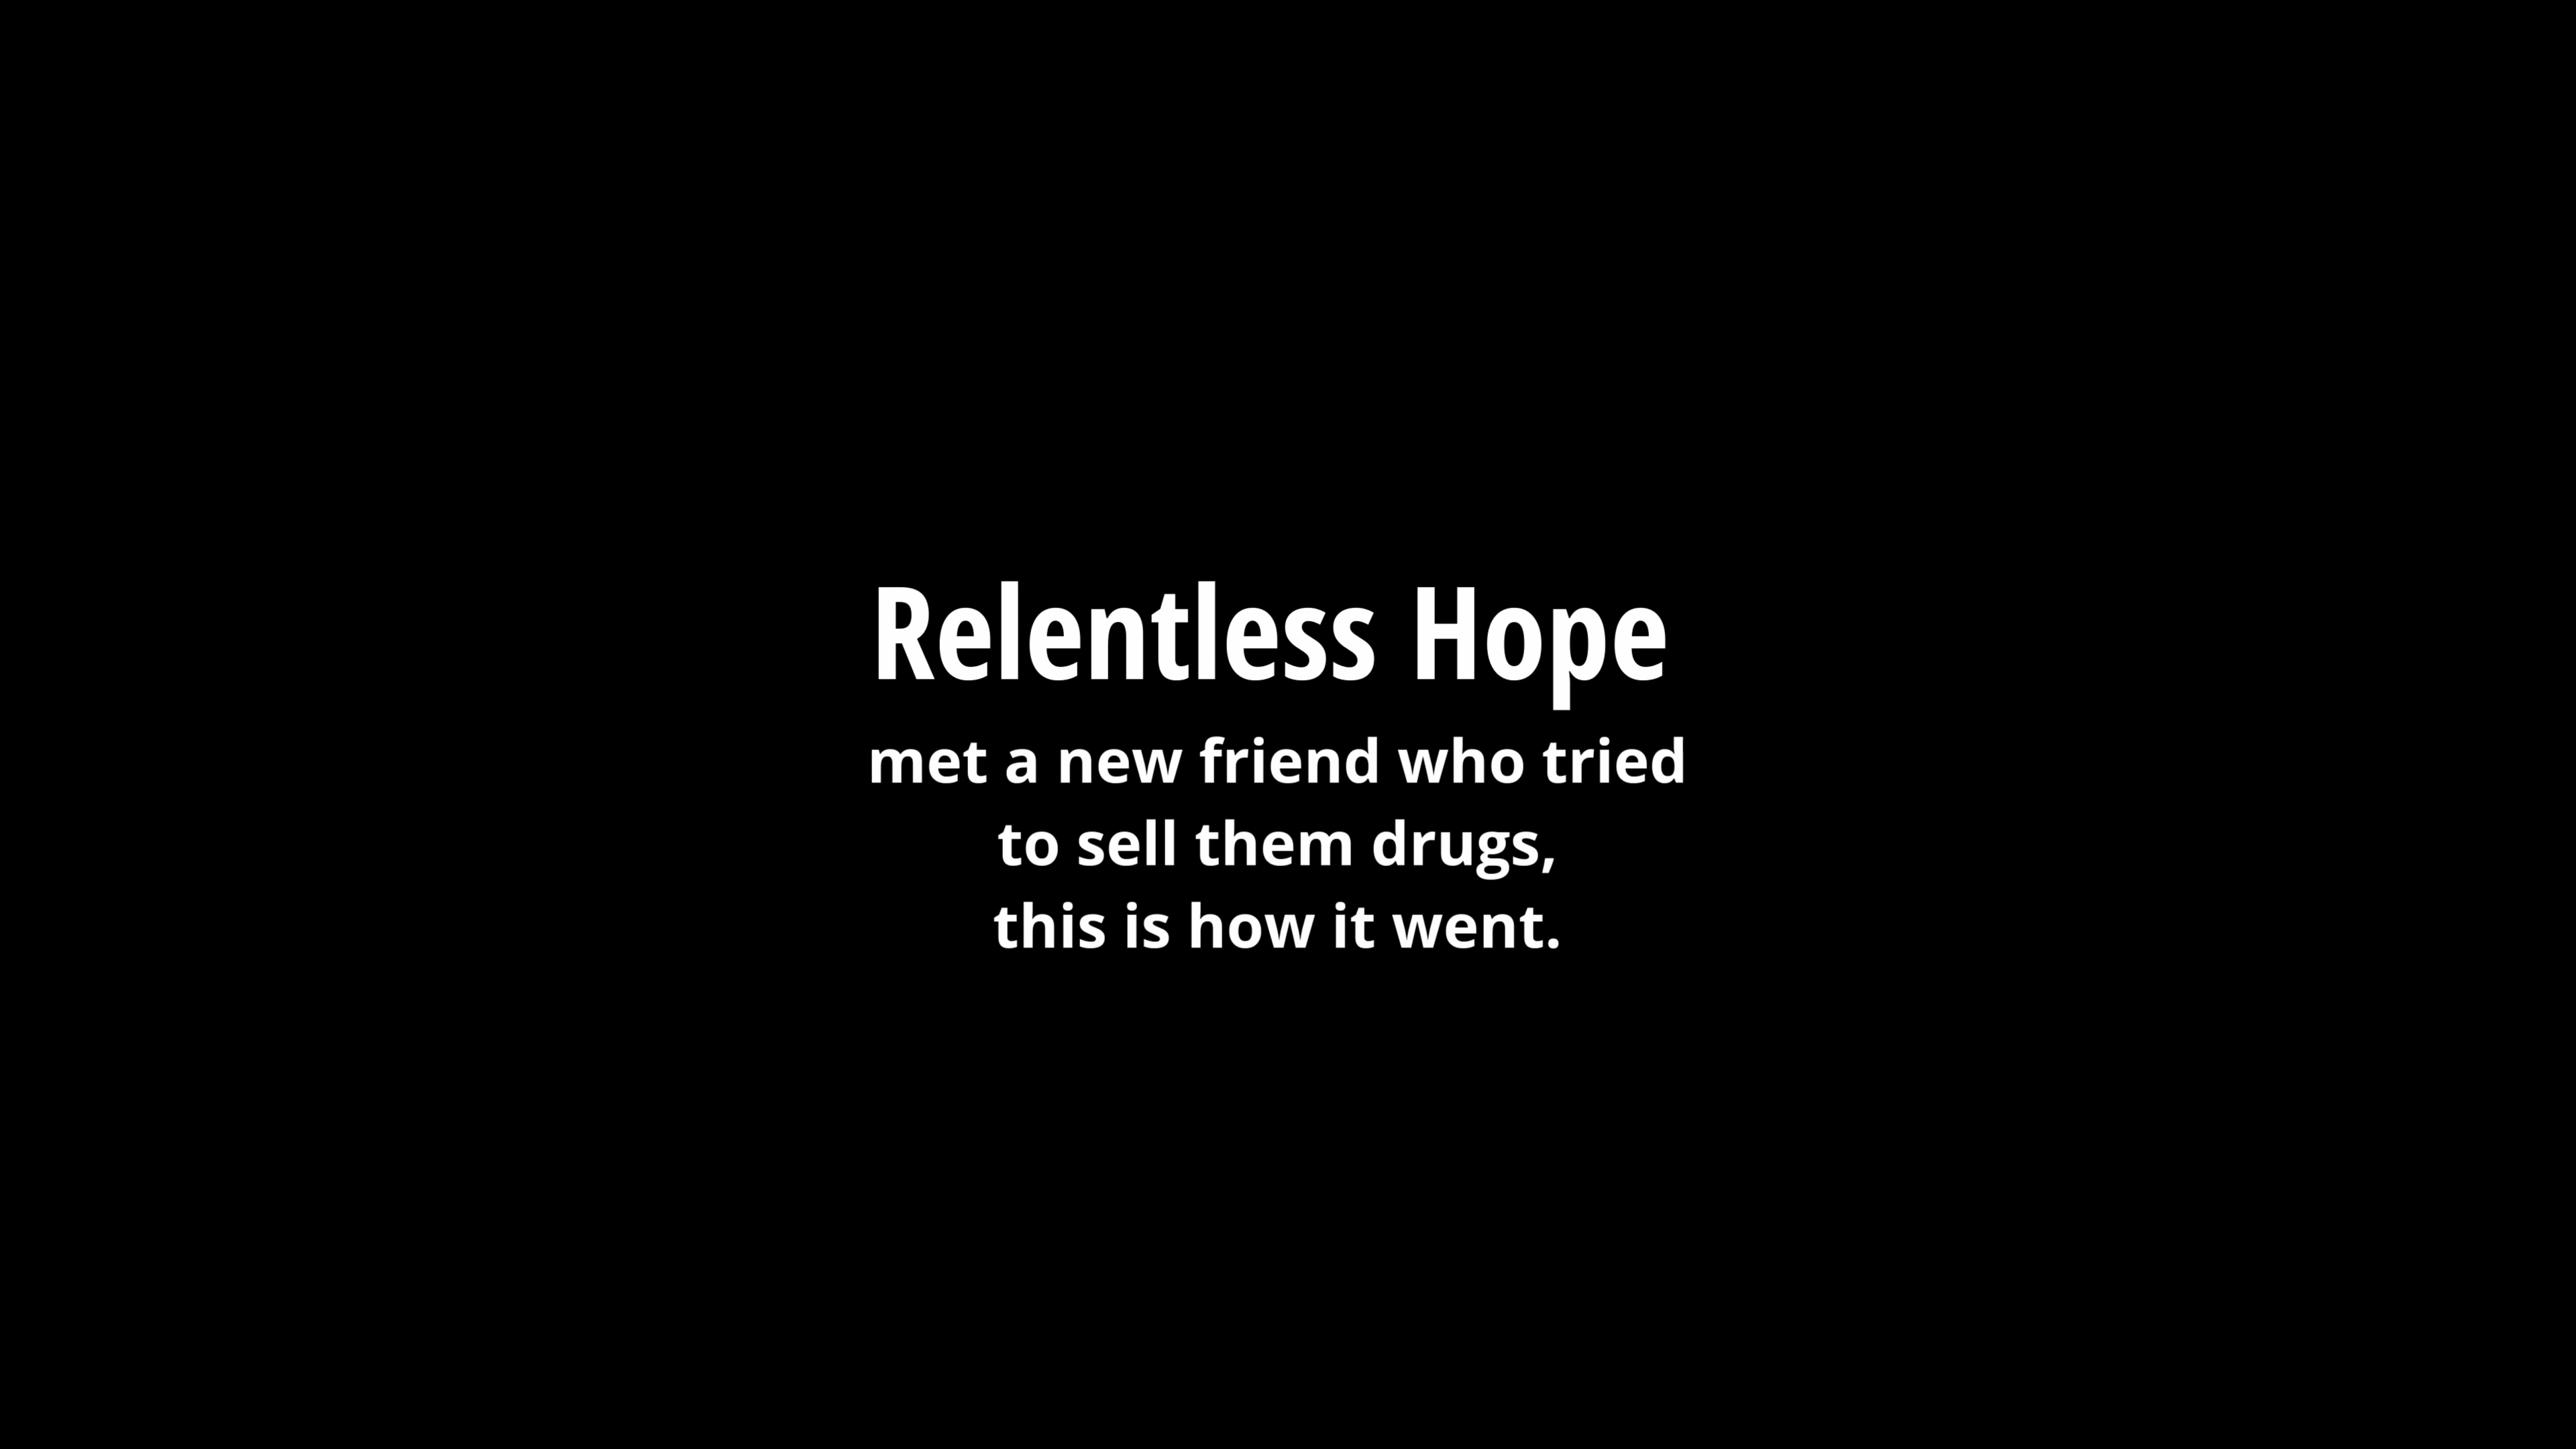 Relentless Hope
met a new friend who tried
to sell them drugs,
this is how it went.